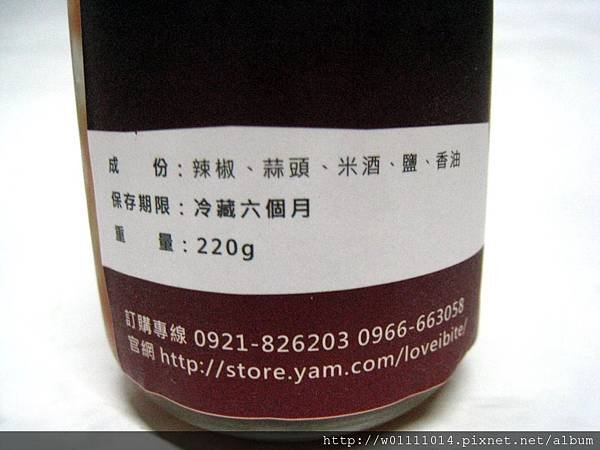 成　份：辣椒、蒜頭、米酒、鹽、香油
保存期限：冷藏六個月
重　量：220g
訂購專線 0921-826203 0966-663058
官網 http://store.yam.com/loveibite/
http://w01111014.pixnet.net/album